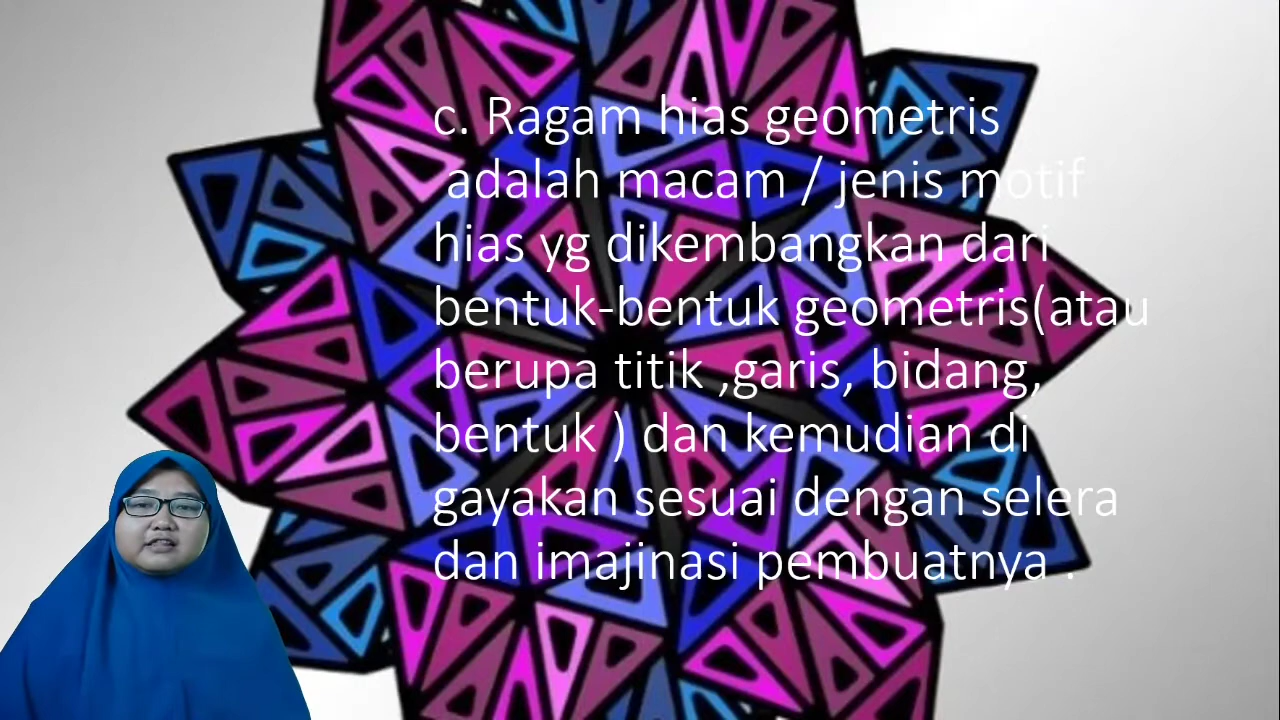 c. Ragam hias geometris
adalah macam / jenis motif
hias yg dikembangkan dari
bentuk-bentuk geometris(atau
berupa titik ,garis, bidang,
bentuk ) dan kemudian di
gayakan sesuai dengan selera
dan imajinasi pembuatnya .